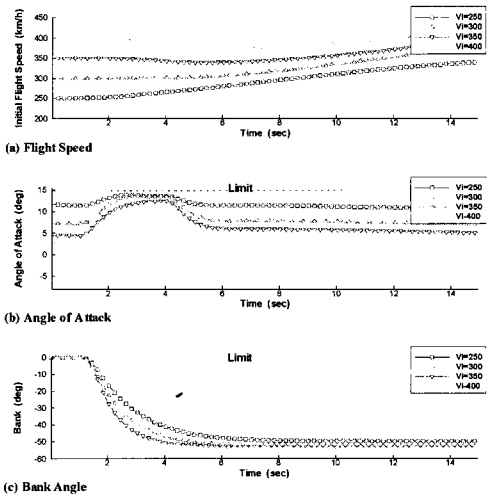 450
400
350
300
250
200
Initial Flight Speed (km/h)
Vi=250
Vi=300
Vi=350
Vi=400
2 4 6 8 10 12 14
Time (sec)
(a) Flight Speed
Limit
15
10
5
0
-5
Angle of Attack (deg)
Vi=250
Vi=300
Vi=350
Vi-400
2 4 6 8 10 12 14
Time (sec)
(b) Angle of Attack
Limit
0
-10
-20
-30
-40
-50
-60
Bank (deg)
Vi=250
Vi=300
Vi=350
Vi-400
2 4 6 8 10 12 14
Time (sec)
(c) Bank Angle